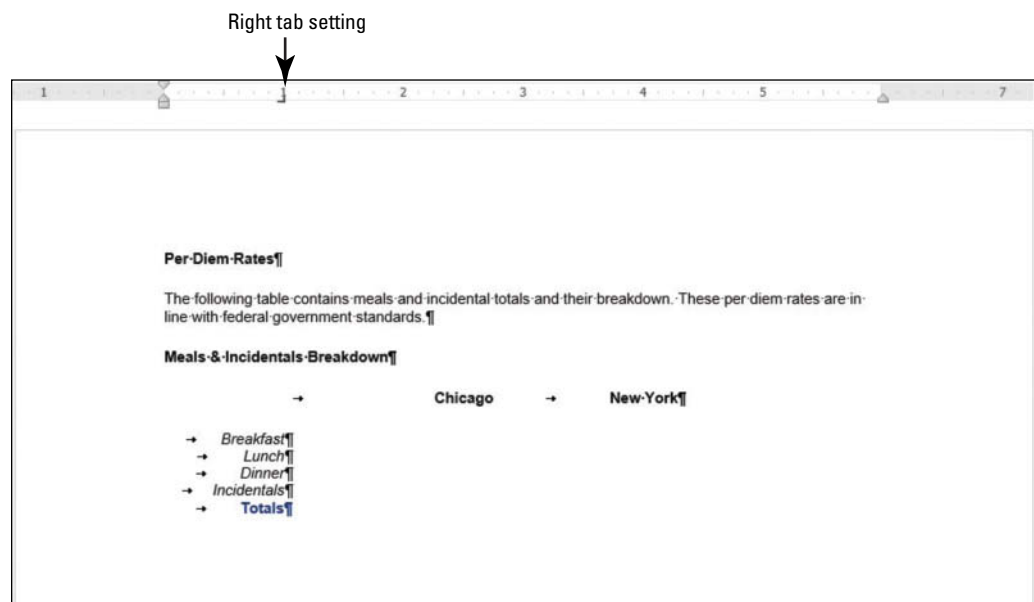 Right tab setting
1 1 2 3 4 5 7
Per·Diem·Rates¶
The·following·table·contains·meals·and·incidental·totals·and·their·breakdown.·These·per·diem·rates·are·in·
line·with·federal·government·standards.¶
Meals·&·Incidentals·Breakdown¶
→ Chicago → New·York¶
→ Breakfast¶
→ Lunch¶
→ Dinner¶
→ Incidentals¶
→ Totals¶